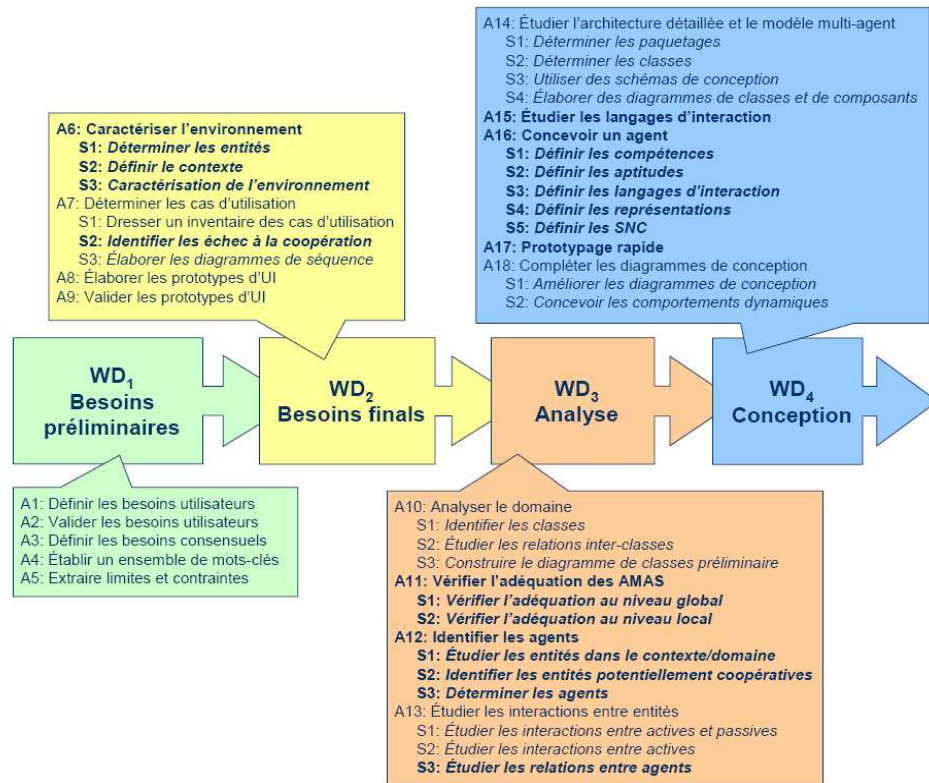 A14: Étudier l'architecture détaillée et le modèle multi-agent
S1: Déterminer les paquetages
S2: Déterminer les classes
S3: Utiliser des schémas de conception
S4: Élaborer des diagrammes de classes et de composants
A15: Étudier les langages d'interaction
A16: Concevoir un agent
S1: Définir les compétences
S2: Définir les aptitudes
S3: Définir les langages d'interaction
S4: Définir les représentations
S5: Définir les SNC
A17: Prototypage rapide
A18: Compléter les diagrammes de conception
S1: Améliorer les diagrammes de conception
S2: Concevoir les comportements dynamiques
A6: Caractériser l'environnement
S1: Déterminer les entités
S2: Définir le contexte
S3: Caractérisation de l'environnement
A7: Déterminer les cas d'utilisation
S1: Dresser un inventaire des cas d'utilisation
S2: Identifier les échec à la coopération
S3: Élaborer les diagrammes de séquence
A8: Élaborer les prototypes d'UI
A9: Valider les prototypes d'UI
WD1
Besoins
préliminaires
WD2
Besoins finals
WD3
Analyse
WD4
Conception
A1: Définir les besoins utilisateurs
A2: Valider les besoins utilisateurs
A3: Définir les besoins consensuels
A4: Établir un ensemble de mots-clés
A5: Extraire limites et contraintes
A10: Analyser le domaine
S1: Identifier les classes
S2: Étudier les relations inter-classes
S3: Construire le diagramme de classes préliminaire
A11: Vérifier l'adéquation des AMAS
S1: Vérifier l'adéquation au niveau global
S2: Vérifier l'adéquation au niveau local
A12: Identifier les agents
S1: Étudier les entités dans le contexte/domaine
S2: Identifier les entités potentiellement coopératives
S3: Déterminer les agents
A13: Étudier les interactions entre entités
S1: Étudier les interactions entre actives et passives
S2: Étudier les interactions entre actives
S3: Étudier les relations entre agents